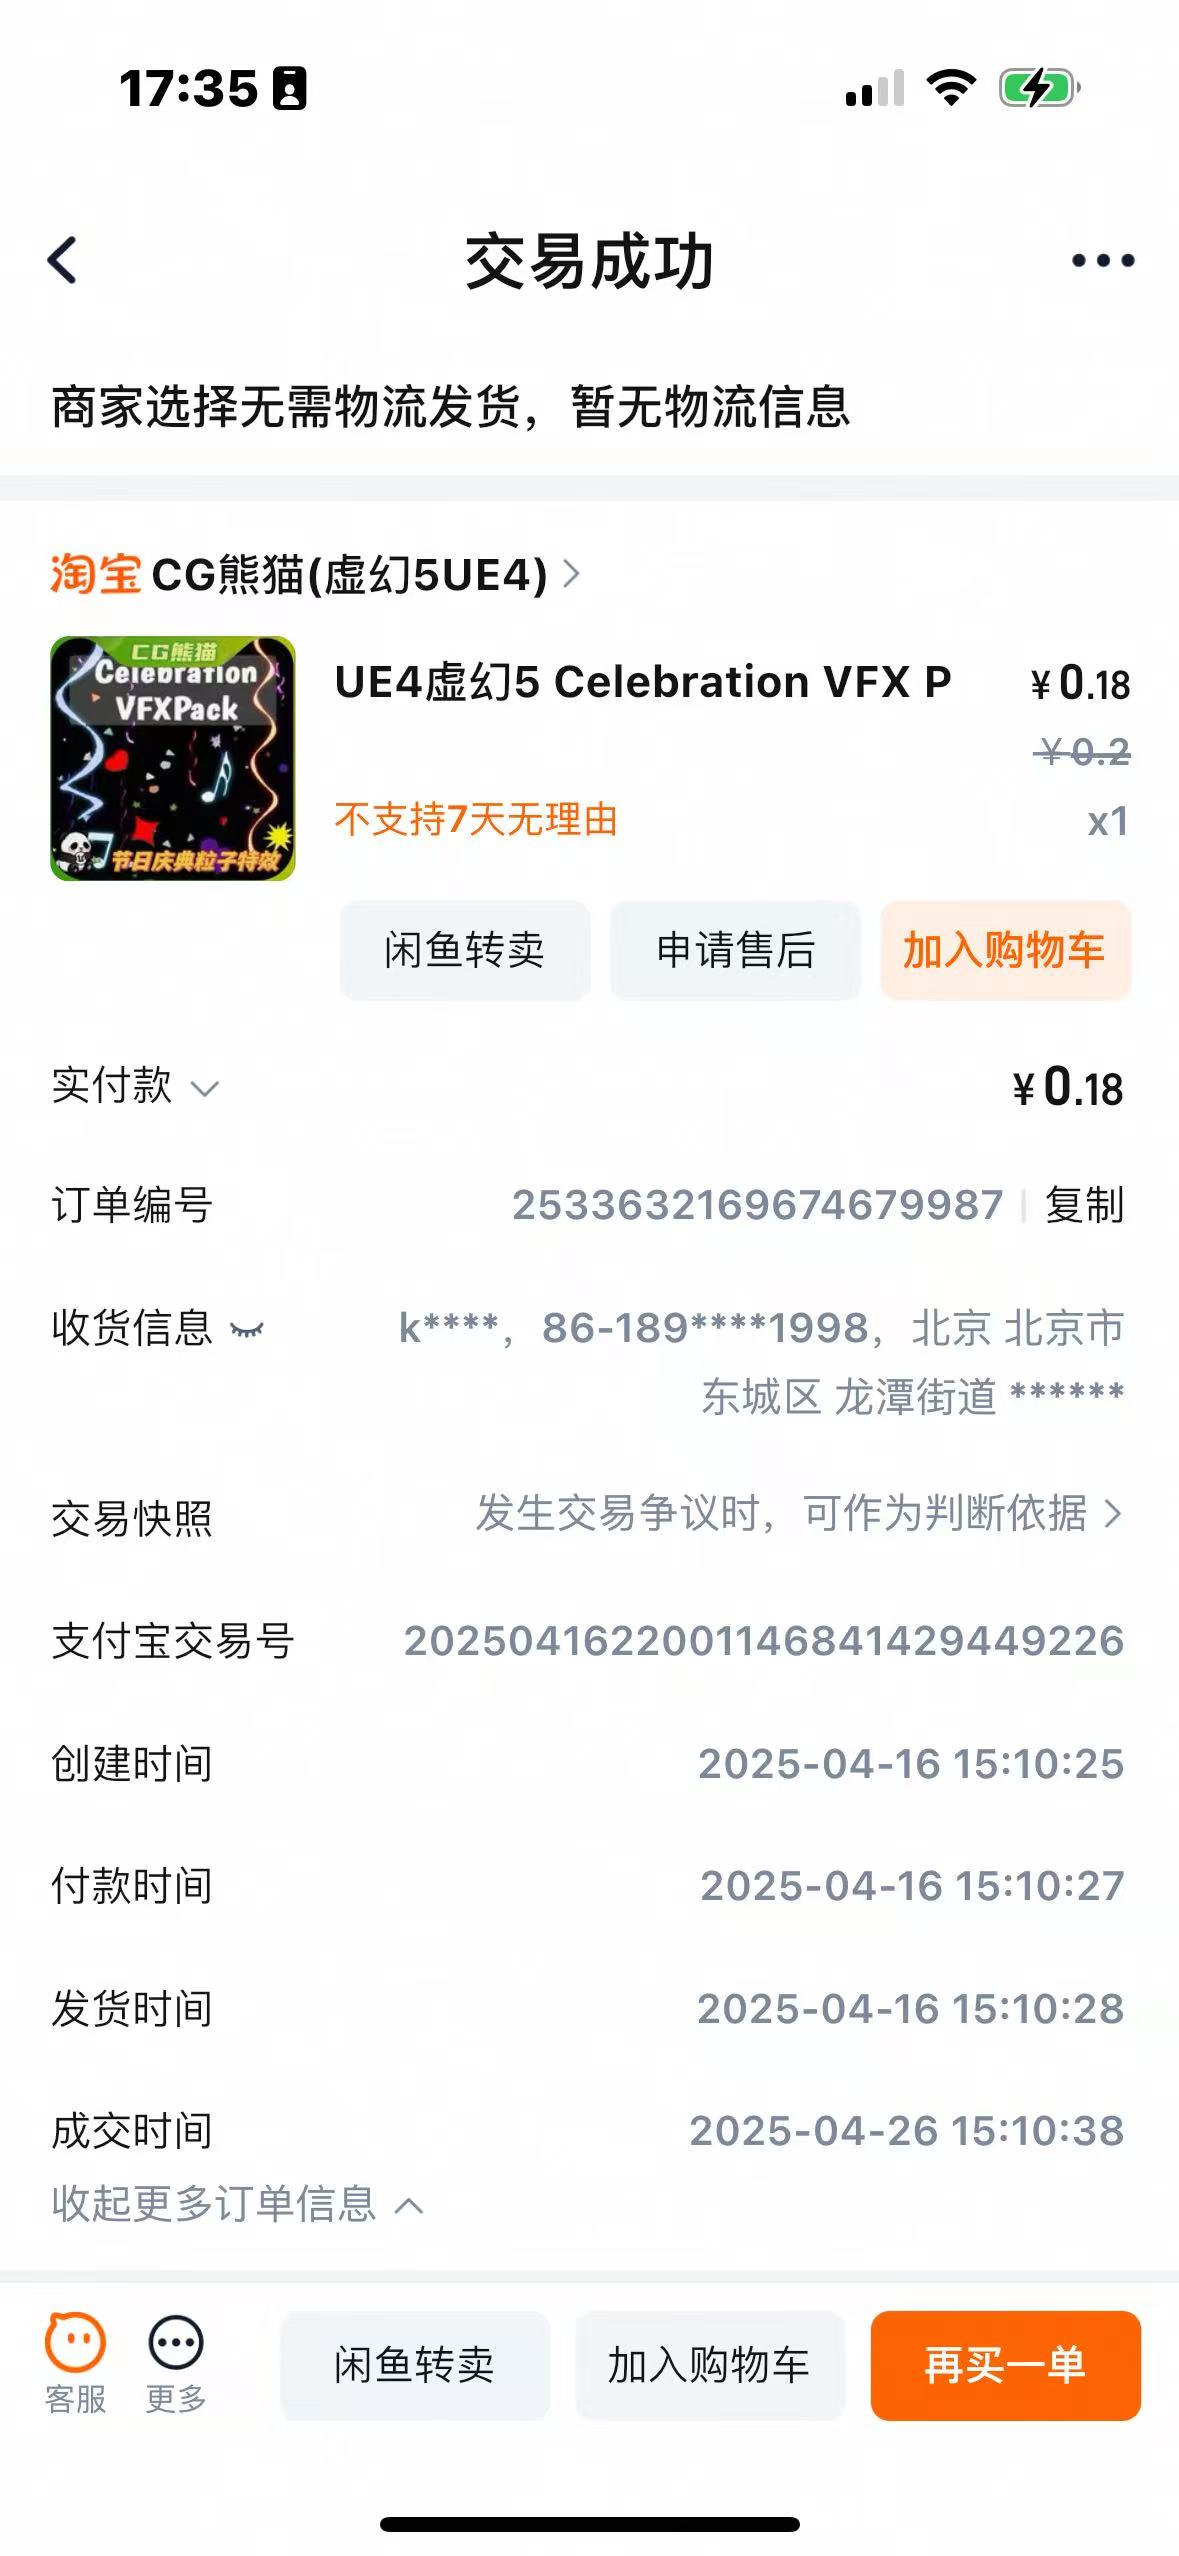 17:35
交易成功
商家选择无需物流发货，暂无物流信息
淘宝 CG熊猫(虚幻5UE4)
CG熊猫
Celebration
VFXPack
节日庆典粒子特效
UE4虚幻5 Celebration VFX P
¥0.18
¥0.2
不支持7天无理由
x1
闲鱼转卖 申请售后 加入购物车
实付款 ¥0.18
订单编号 2533632169674679987 | 复制
收货信息 k****，86-189****1998，北京 北京市
东城区 龙潭街道 ******
交易快照 发生交易争议时，可作为判断依据
支付宝交易号 2025041622001146841429449226
创建时间 2025-04-16 15:10:25
付款时间 2025-04-16 15:10:27
发货时间 2025-04-16 15:10:28
成交时间 2025-04-26 15:10:38
收起更多订单信息
客服 更多 闲鱼转卖 加入购物车 再买一单